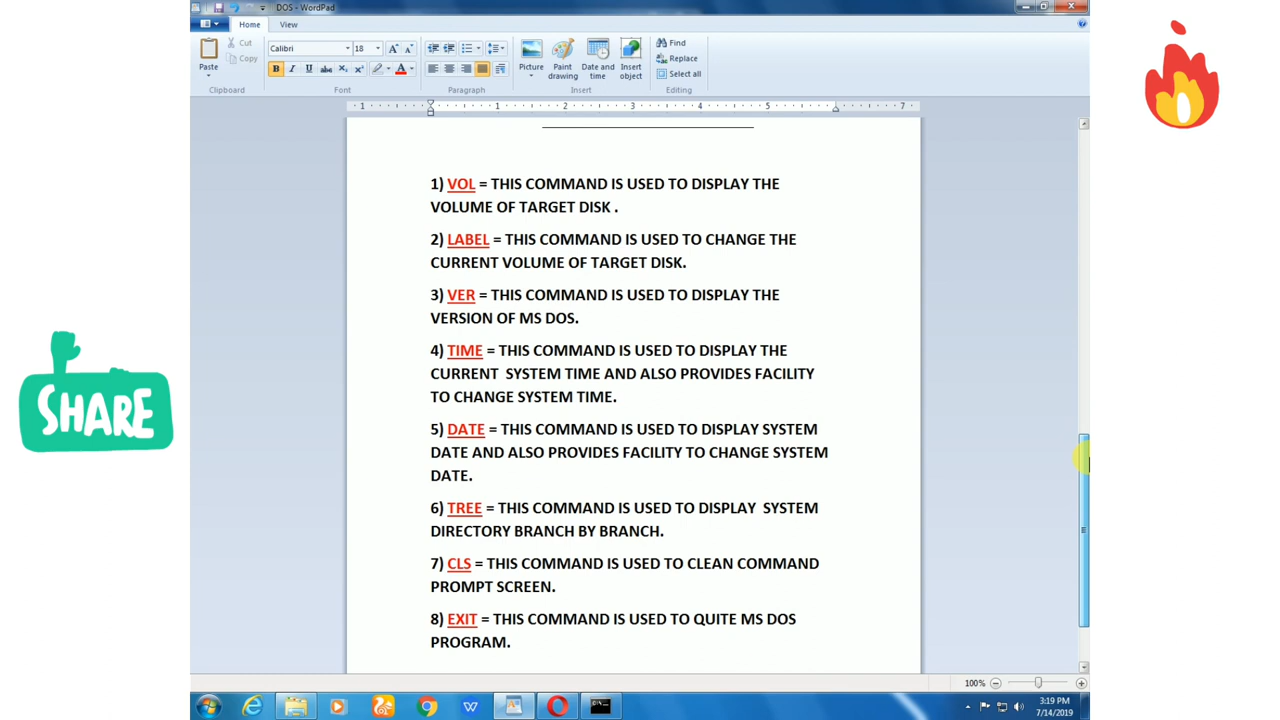 DOS - WordPad
Home View
Cut
Copy
Paste
Clipboard
Calibri 18
Font
Paragraph
Picture
Paint drawing
Date and time
Insert object
Insert
Find
Replace
Select all
Editing
1 1 2 3 4 5 7
1) VOL = THIS COMMAND IS USED TO DISPLAY THE
VOLUME OF TARGET DISK .
2) LABEL = THIS COMMAND IS USED TO CHANGE THE
CURRENT VOLUME OF TARGET DISK.
3) VER = THIS COMMAND IS USED TO DISPLAY THE
VERSION OF MS DOS.
4) TIME = THIS COMMAND IS USED TO DISPLAY THE
CURRENT SYSTEM TIME AND ALSO PROVIDES FACILITY
TO CHANGE SYSTEM TIME.
5) DATE = THIS COMMAND IS USED TO DISPLAY SYSTEM
DATE AND ALSO PROVIDES FACILITY TO CHANGE SYSTEM
DATE.
6) TREE = THIS COMMAND IS USED TO DISPLAY SYSTEM
DIRECTORY BRANCH BY BRANCH.
7) CLS = THIS COMMAND IS USED TO CLEAN COMMAND
PROMPT SCREEN.
8) EXIT = THIS COMMAND IS USED TO QUITE MS DOS
PROGRAM.
SHARE
100%
3:19 PM
7/14/2019